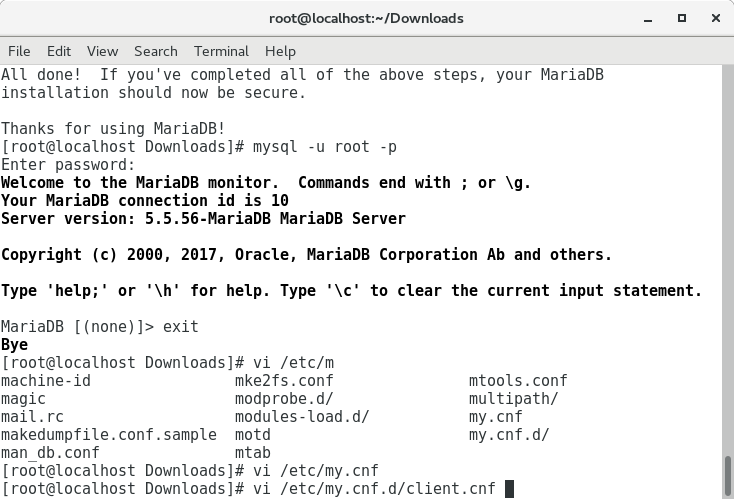 root@localhost:~/Downloads
File Edit View Search Terminal Help
All done!  If you've completed all of the above steps, your MariaDB
installation should now be secure.
Thanks for using MariaDB!
[root@localhost Downloads]# mysql -u root -p
Enter password:
Welcome to the MariaDB monitor.  Commands end with ; or \g.
Your MariaDB connection id is 10
Server version: 5.5.56-MariaDB MariaDB Server
Copyright (c) 2000, 2017, Oracle, MariaDB Corporation Ab and others.
Type 'help;' or '\h' for help. Type '\c' to clear the current input statement.
MariaDB [(none)]> exit
Bye
[root@localhost Downloads]# vi /etc/m
machine-id                mke2fs.conf               mtools.conf
magic                     modprobe.d/               multipath/
mail.rc                   modules-load.d/           my.cnf
makedumpfile.conf.sample  motd                      my.cnf.d/
man_db.conf               mtab
[root@localhost Downloads]# vi /etc/my.cnf
[root@localhost Downloads]# vi /etc/my.cnf.d/client.cnf